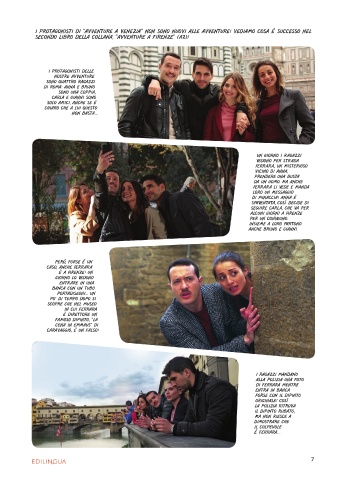 I PROTAGONISTI DI "AVVENTURE A VENEZIA" NON SONO NUOVI ALLE AVVENTURE! VEDIAMO COSA È SUCCESSO NEL
SECONDO LIBRO DELLA COLLANA, "AVVENTURE A FIRENZE" (A2)!
I PROTAGONISTI DELLE
NOSTRE AVVENTURE
SONO QUATTRO RAGAZZI
DI ROMA: ANNA E BRUNO
SONO UNA COPPIA,
CARLA E GIANNI SONO
SOLO AMICI, ANCHE SE È
CHIARO CHE A LUI QUESTO
NON BASTA...
UN GIORNO I RAGAZZI
VEDONO PER STRADA
FERRARA, UN MISTERIOSO
VICINO DI ANNA,
PRENDERE UNA BUSTA
DA UN UOMO. MA ANCHE
FERRARA LI VEDE E MANDA
LORO UN MESSAGGIO
DI MINACCIA! ANNA È
SPAVENTATA, COSÌ DECIDE DI
SEGUIRE CARLA, CHE VA PER
ALCUNI GIORNI A FIRENZE
PER UN CONVEGNO.
INSIEME A LORO PARTONO
ANCHE BRUNO E GIANNI.
PERÒ, FORSE È UN
CASO, ANCHE FERRARA
È A FIRENZE! UN
GIORNO LO VEDONO
ENTRARE IN UNA
BANCA CON UN TUBO
PORTADISEGNI... UN
PO' DI TEMPO DOPO SI
SCOPRE CHE NEL MUSEO
DI CUI FERRARA
È DIRETTORE UN
FAMOSO DIPINTO, "LA
CENA IN EMMAUS" DI
CARAVAGGIO, È UN FALSO!
I RAGAZZI MANDANO
ALLA POLIZIA UNA FOTO
DI FERRARA MENTRE
ENTRA IN BANCA
FORSE CON IL DIPINTO
ORIGINALE! COSÌ
LA POLIZIA RITROVA
IL DIPINTO RUBATO,
MA NON RIESCE A
DIMOSTRARE CHE
IL COLPEVOLE
È FERRARA.
EDILINGUA
7